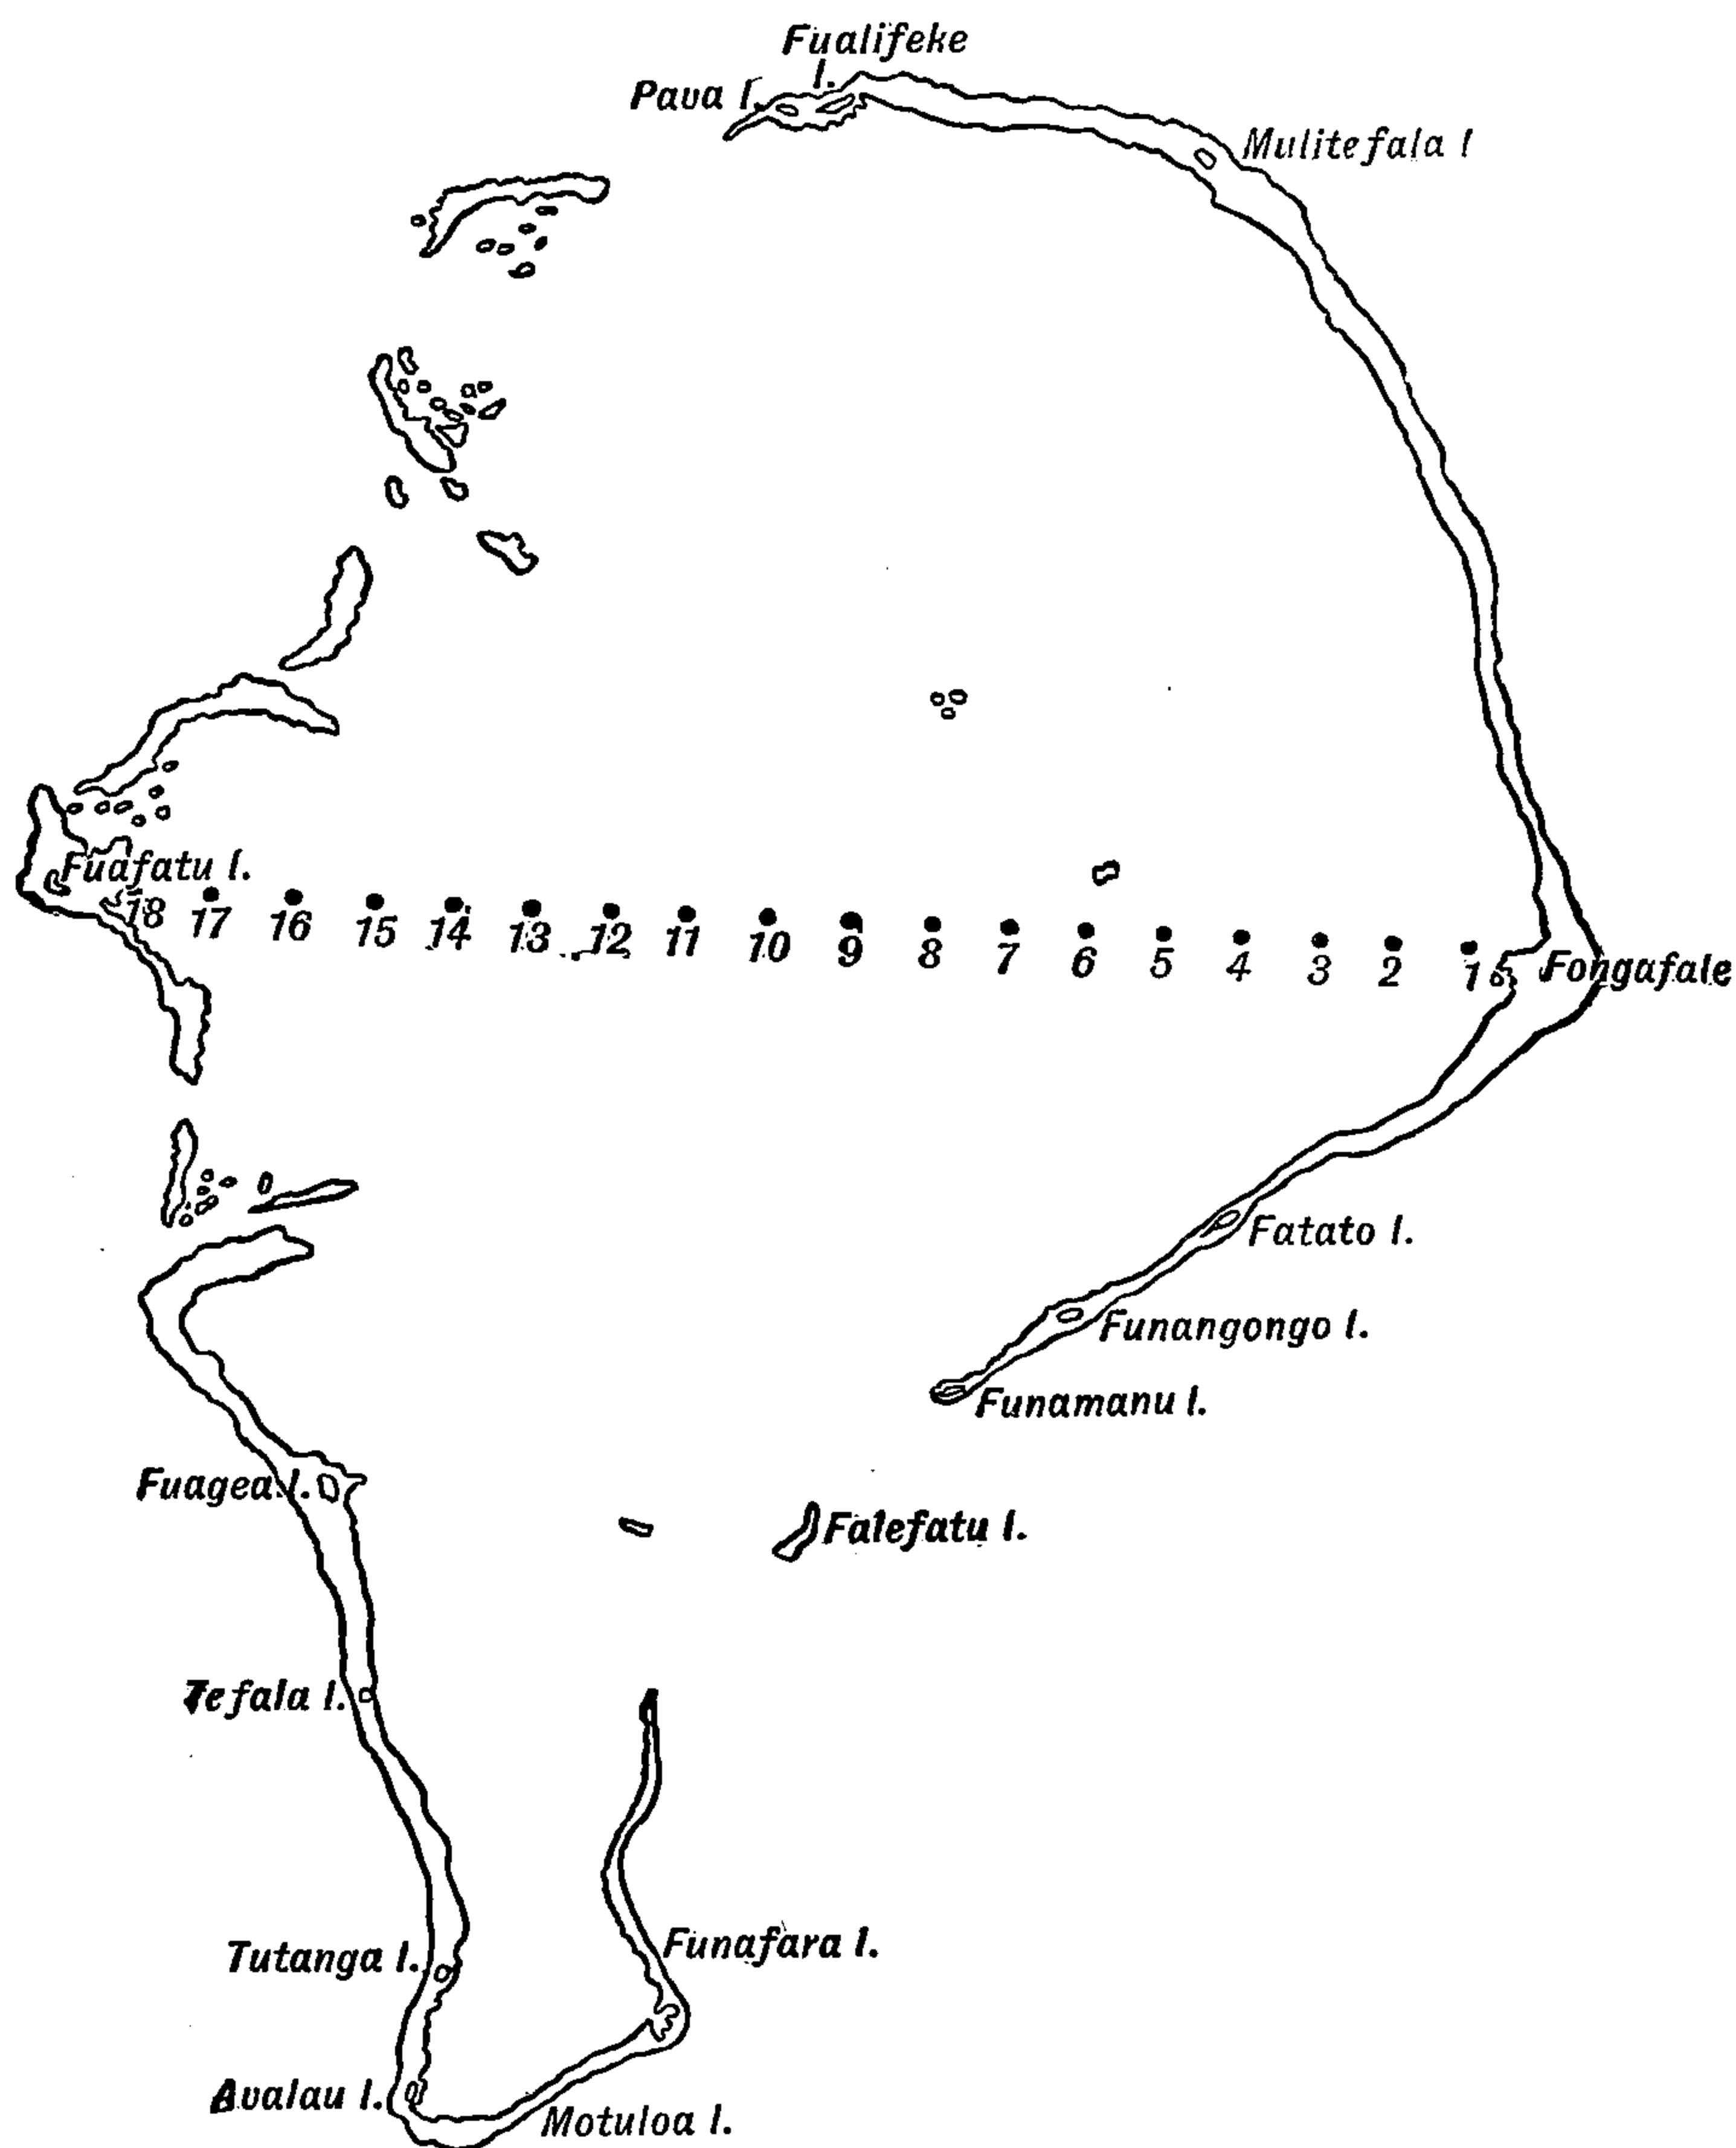 Fualifeke
I.
Pava I.
Mulitefala I
Fuafatu I.
18 17 16 15 14 13 12 11 10 9 8 7 6 5 4 3 2 1 Fongafale
Fatato I.
Funangongo I.
Funamanu I.
Fuagea I.
Falefatu I.
Tefala I.
Funafara I.
Tutanga I.
Avalau I.
Motuloa I.